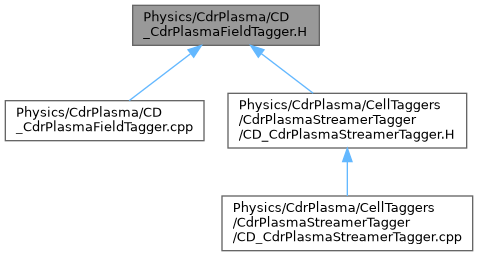 Physics/CdrPlasma/CD
_CdrPlasmaFieldTagger.H
Physics/CdrPlasma/CD
_CdrPlasmaFieldTagger.cpp
Physics/CdrPlasma/CellTaggers
/CdrPlasmaStreamerTagger
/CD_CdrPlasmaStreamerTagger.H
Physics/CdrPlasma/CellTaggers
/CdrPlasmaStreamerTagger
/CD_CdrPlasmaStreamerTagger.cpp